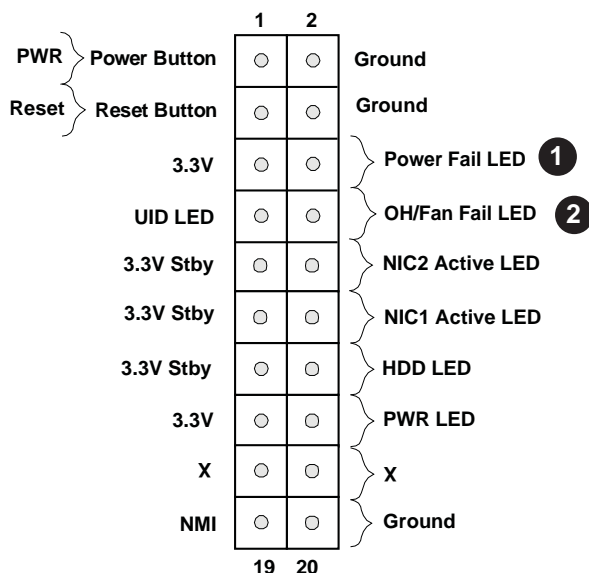 1 2
PWR Power Button Ground
Reset Reset Button Ground
3.3V Power Fail LED 1
UID LED OH/Fan Fail LED 2
3.3V Stby NIC2 Active LED
3.3V Stby NIC1 Active LED
3.3V Stby HDD LED
3.3V PWR LED
X X
NMI Ground
19 20